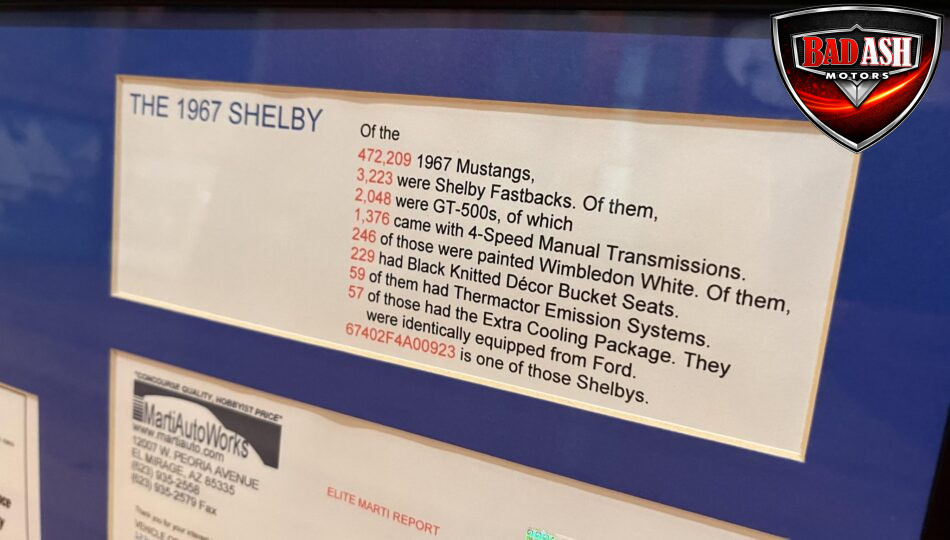 BAD ASH
MOTORS
THE 1967 SHELBY
Of the
472,209 1967 Mustangs,
3,223 were Shelby Fastbacks. Of them,
2,048 were GT-500s, of which
1,376 came with 4-Speed Manual Transmissions.
246 of those were painted Wimbledon White. Of them,
229 had Black Knitted Décor Bucket Seats.
59 of them had Thermactor Emission Systems.
57 of those had the Extra Cooling Package. They
were identically equipped from Ford.
67402F4A00923 is one of those Shelbys.
"CONCOURSE QUALITY, HOBBYIST PRICE"
MartiAutoWorks
www.martiauto.com
12007 W. PEORIA AVENUE
EL MIRAGE, AZ 85335
(623) 935-2558
(623) 935-2579 Fax
ELITE MARTI REPORT
Thank you for your interest